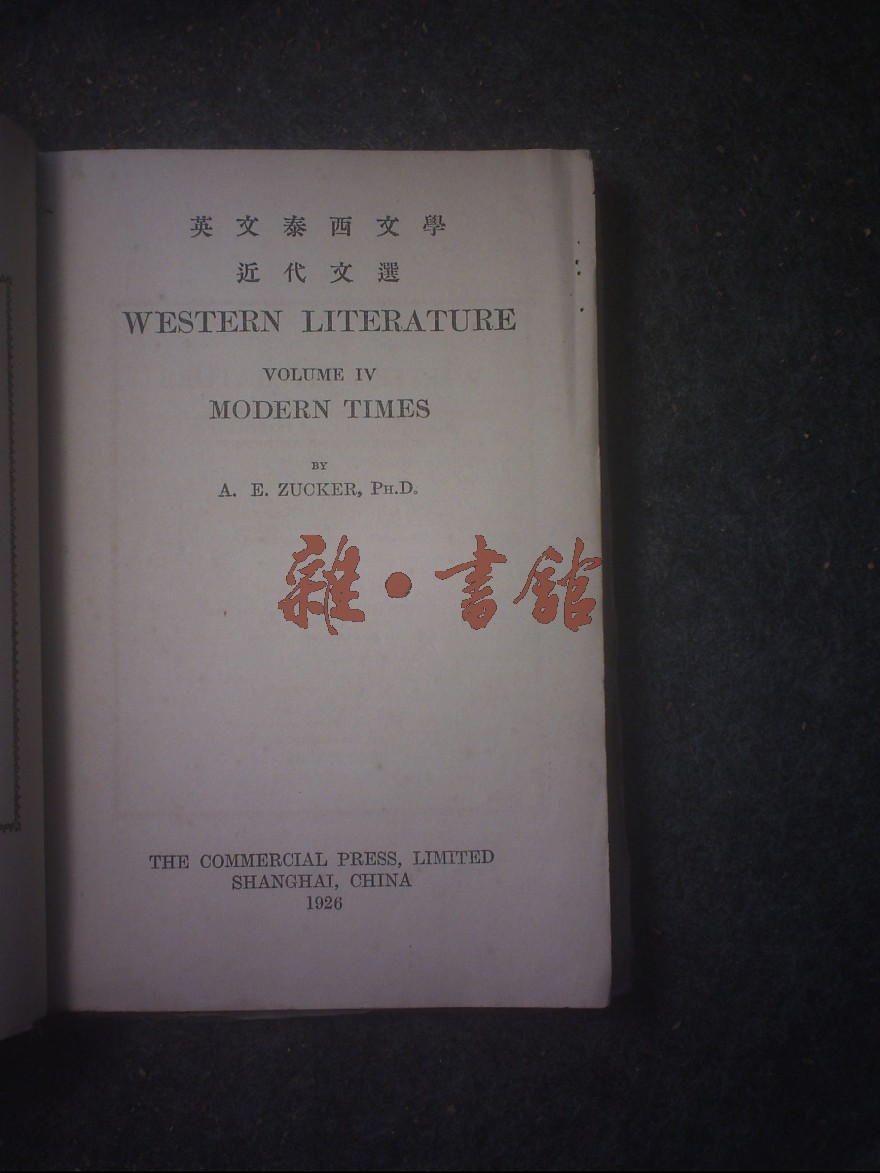 英文泰西文學
近代文選
WESTERN LITERATURE
VOLUME IV
MODERN TIMES
BY
A. E. ZUCKER, PH.D.
雜•書館
THE COMMERCIAL PRESS, LIMITED
SHANGHAI, CHINA
1926